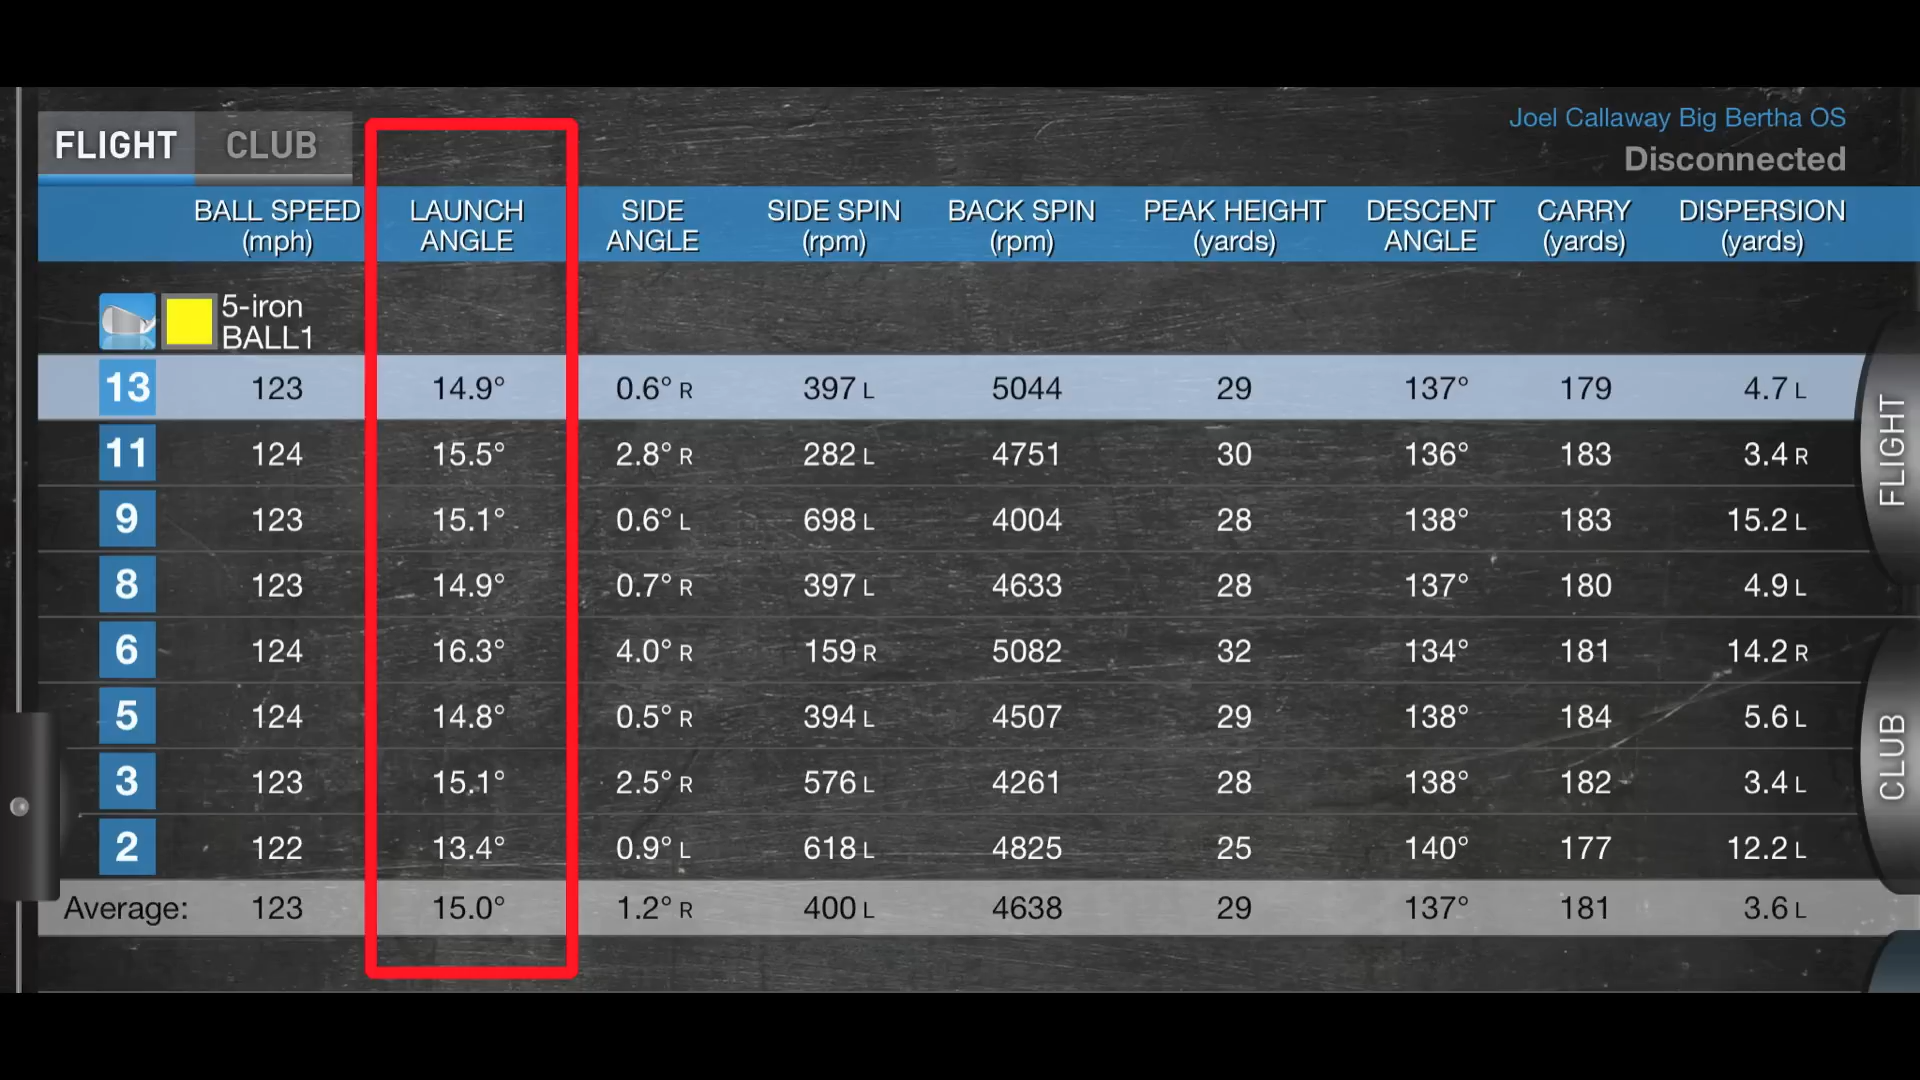 FLIGHT CLUB
Joel Callaway Big Bertha OS
Disconnected
BALL SPEED (mph) LAUNCH ANGLE SIDE ANGLE SIDE SPIN (rpm) BACK SPIN (rpm) PEAK HEIGHT (yards) DESCENT ANGLE CARRY (yards) DISPERSION (yards)
5-iron
BALL1
13 123 14.9° 0.6° R 397 L 5044 29 137° 179 4.7 L
11 124 15.5° 2.8° R 282 L 4751 30 136° 183 3.4 R
9 123 15.1° 0.6° L 698 L 4004 28 138° 183 15.2 L
8 123 14.9° 0.7° R 397 L 4633 28 137° 180 4.9 L
6 124 16.3° 4.0° R 159 R 5082 32 134° 181 14.2 R
5 124 14.8° 0.5° R 394 L 4507 29 138° 184 5.6 L
3 123 15.1° 2.5° R 576 L 4261 28 138° 182 3.4 L
2 122 13.4° 0.9° L 618 L 4825 25 140° 177 12.2 L
Average: 123 15.0° 1.2° R 400 L 4638 29 137° 181 3.6 L
FLIGHT
CLUB